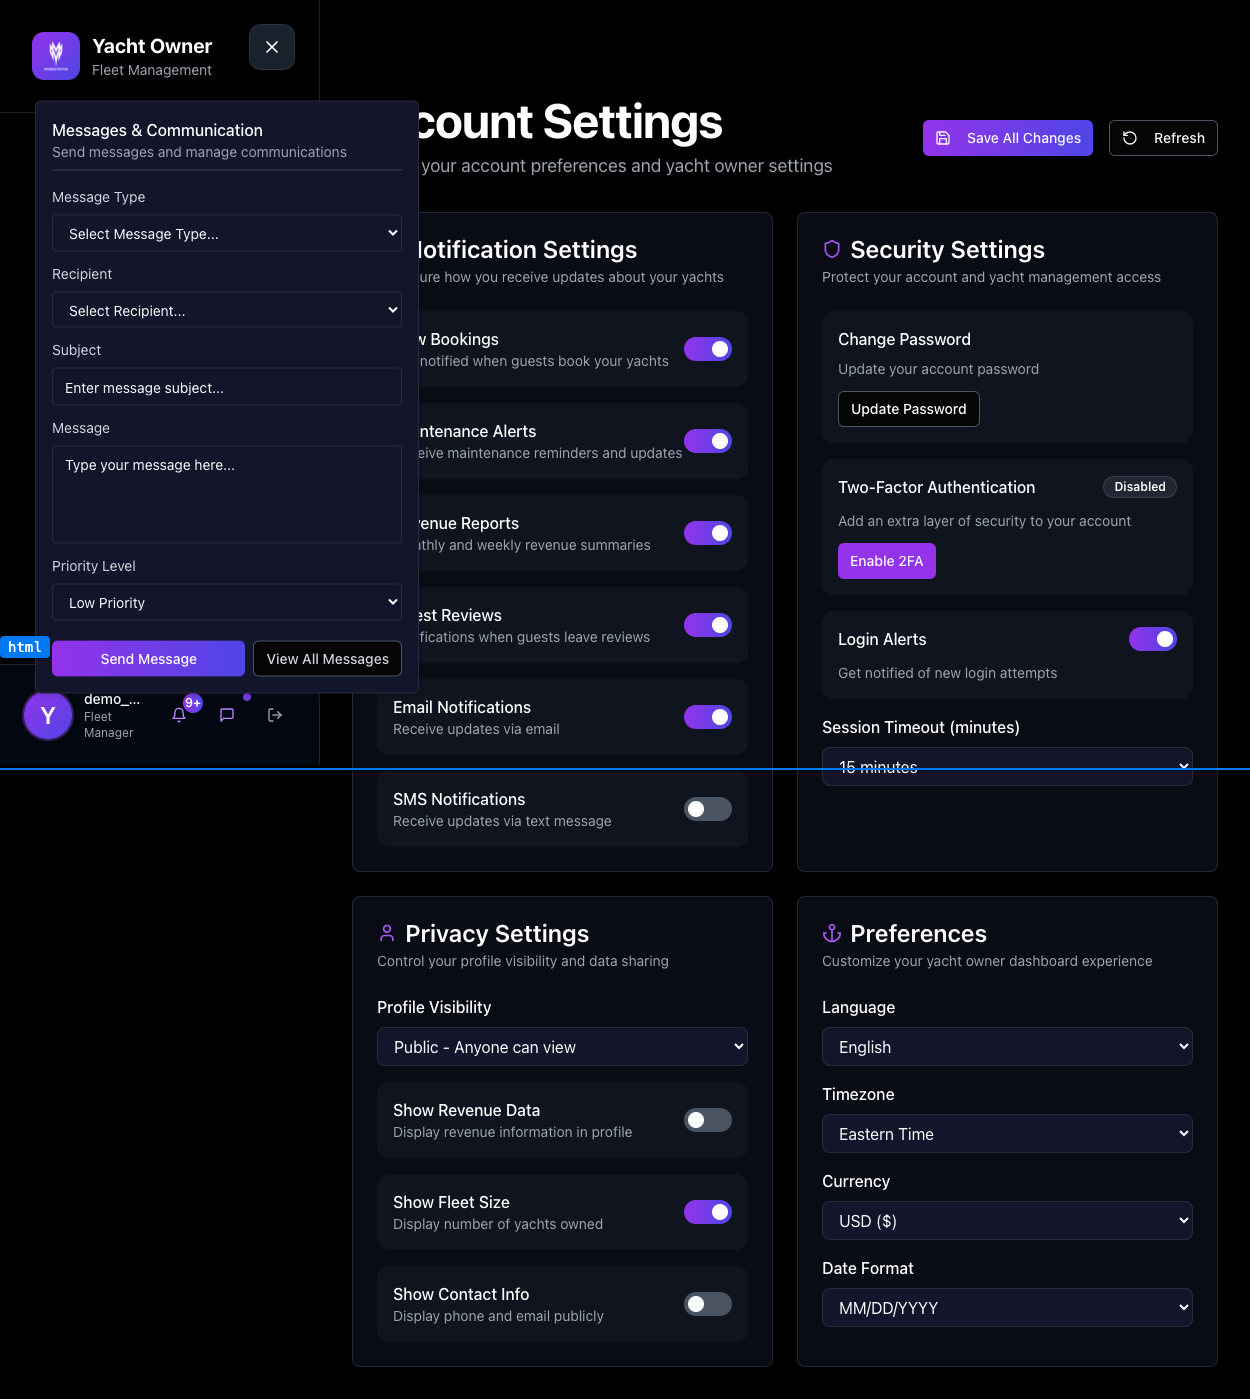 Yacht Owner
Fleet Management
Messages & Communication
Send messages and manage communications
Message Type
Select Message Type...
Recipient
Select Recipient...
Subject
Enter message subject...
Message
Type your message here...
Priority Level
Low Priority
Send Message
View All Messages
html
Y
demo_...
Fleet
Manager
9+
count Settings
your account preferences and yacht owner settings
Save All Changes
Refresh
otification Settings
ure how you receive updates about your yachts
w Bookings
notified when guests book your yachts
ntenance Alerts
eive maintenance reminders and updates
enue Reports
thly and weekly revenue summaries
est Reviews
fications when guests leave reviews
Email Notifications
Receive updates via email
SMS Notifications
Receive updates via text message
Security Settings
Protect your account and yacht management access
Change Password
Update your account password
Update Password
Two-Factor Authentication
Disabled
Add an extra layer of security to your account
Enable 2FA
Login Alerts
Get notified of new login attempts
Session Timeout (minutes)
15 minutes
Privacy Settings
Control your profile visibility and data sharing
Profile Visibility
Public - Anyone can view
Show Revenue Data
Display revenue information in profile
Show Fleet Size
Display number of yachts owned
Show Contact Info
Display phone and email publicly
Preferences
Customize your yacht owner dashboard experience
Language
English
Timezone
Eastern Time
Currency
USD ($)
Date Format
MM/DD/YYYY